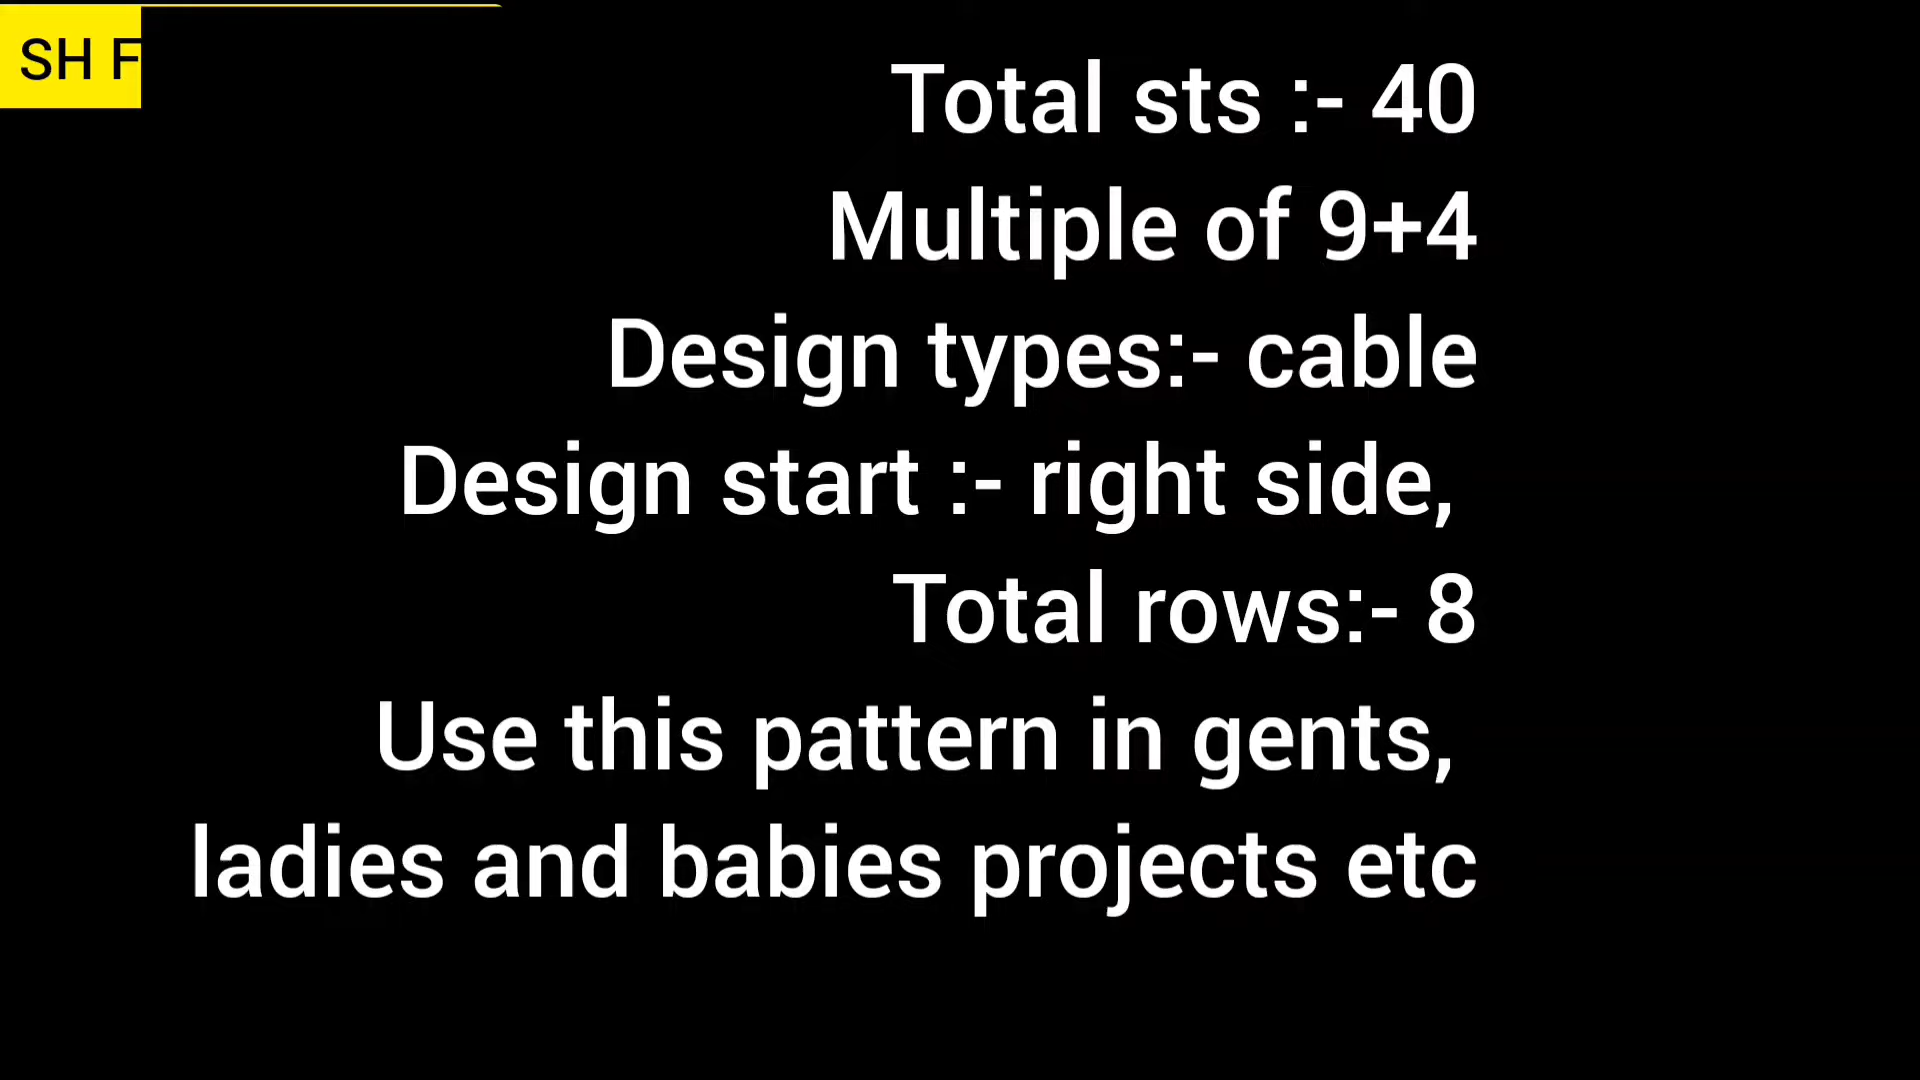 SH F
Total sts :- 40
Multiple of 9+4
Design types:- cable
Design start :- right side,
Total rows:- 8
Use this pattern in gents,
ladies and babies projects etc